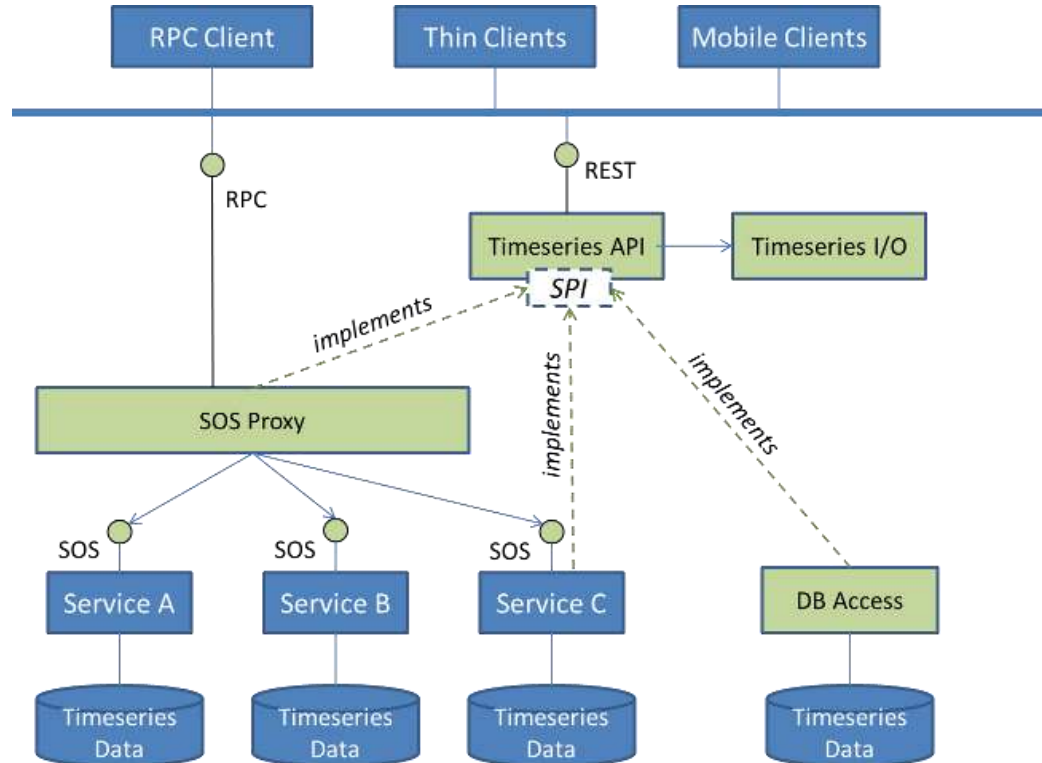 RPC Client
Thin Clients
Mobile Clients
RPC
REST
Timeseries API
Timeseries I/O
SPI
implements
implements
implements
SOS Proxy
SOS
SOS
SOS
Service A
Service B
Service C
DB Access
Timeseries
Data
Timeseries
Data
Timeseries
Data
Timeseries
Data